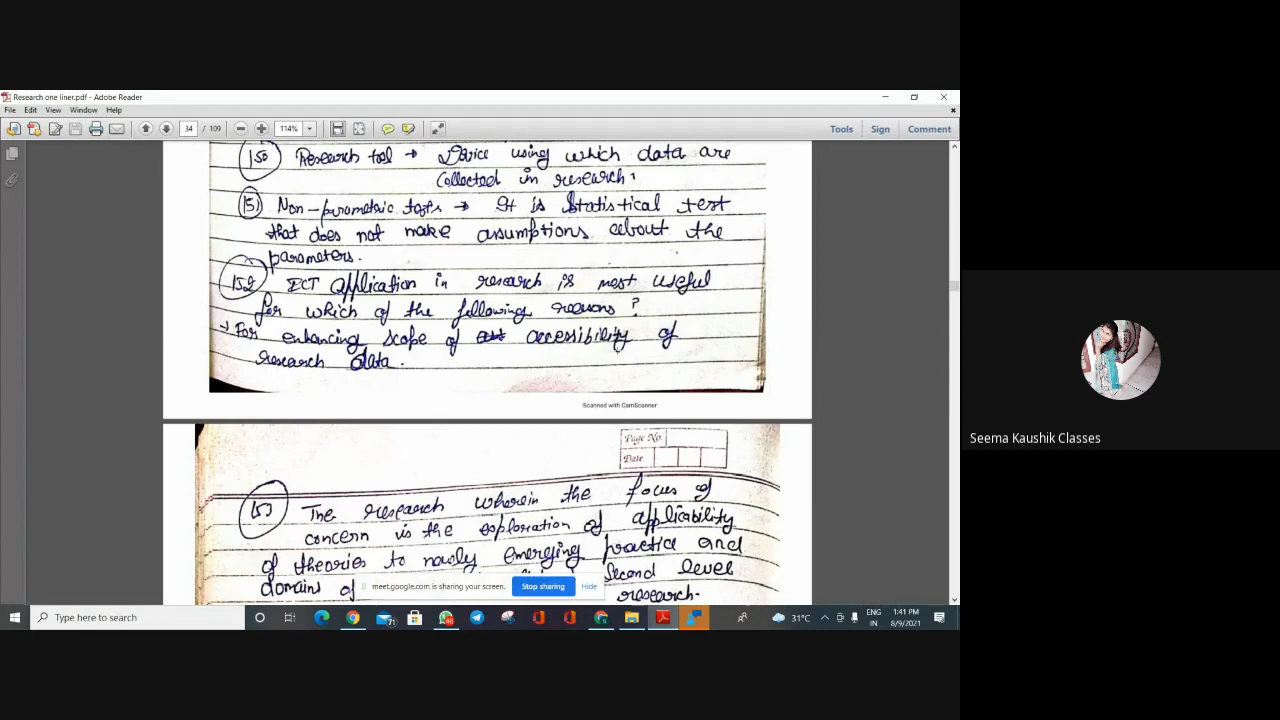 Research one liner.pdf - Adobe Reader
File Edit View Window Help
34 / 109 114% Tools Sign Comment
150 Research tool → Device using which data are
collected in research.
151 Non-parametric tests → It is statistical test
that does not make assumptions about the
parameters.
152 ICT application in research is most useful
for which of the following reasons?
→ For enhancing scope of accessibility of
research data.
Scanned with CamScanner
Page No.
Date
153 The research wherein the focus of
concern is the exploration of applicability
of theories to newly emerging practice and
domains of second level
research.
meet.google.com is sharing your screen. Stop sharing Hide
Seema Kaushik Classes
Type here to search
71
46
31°C
ENG
IN
1:41 PM
8/9/2021